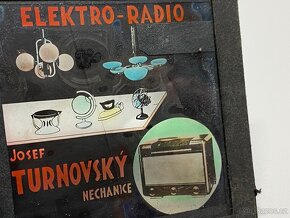 ELEKTRO-RADIO
JOSEF
TURNOVSKÝ
NECHANICE